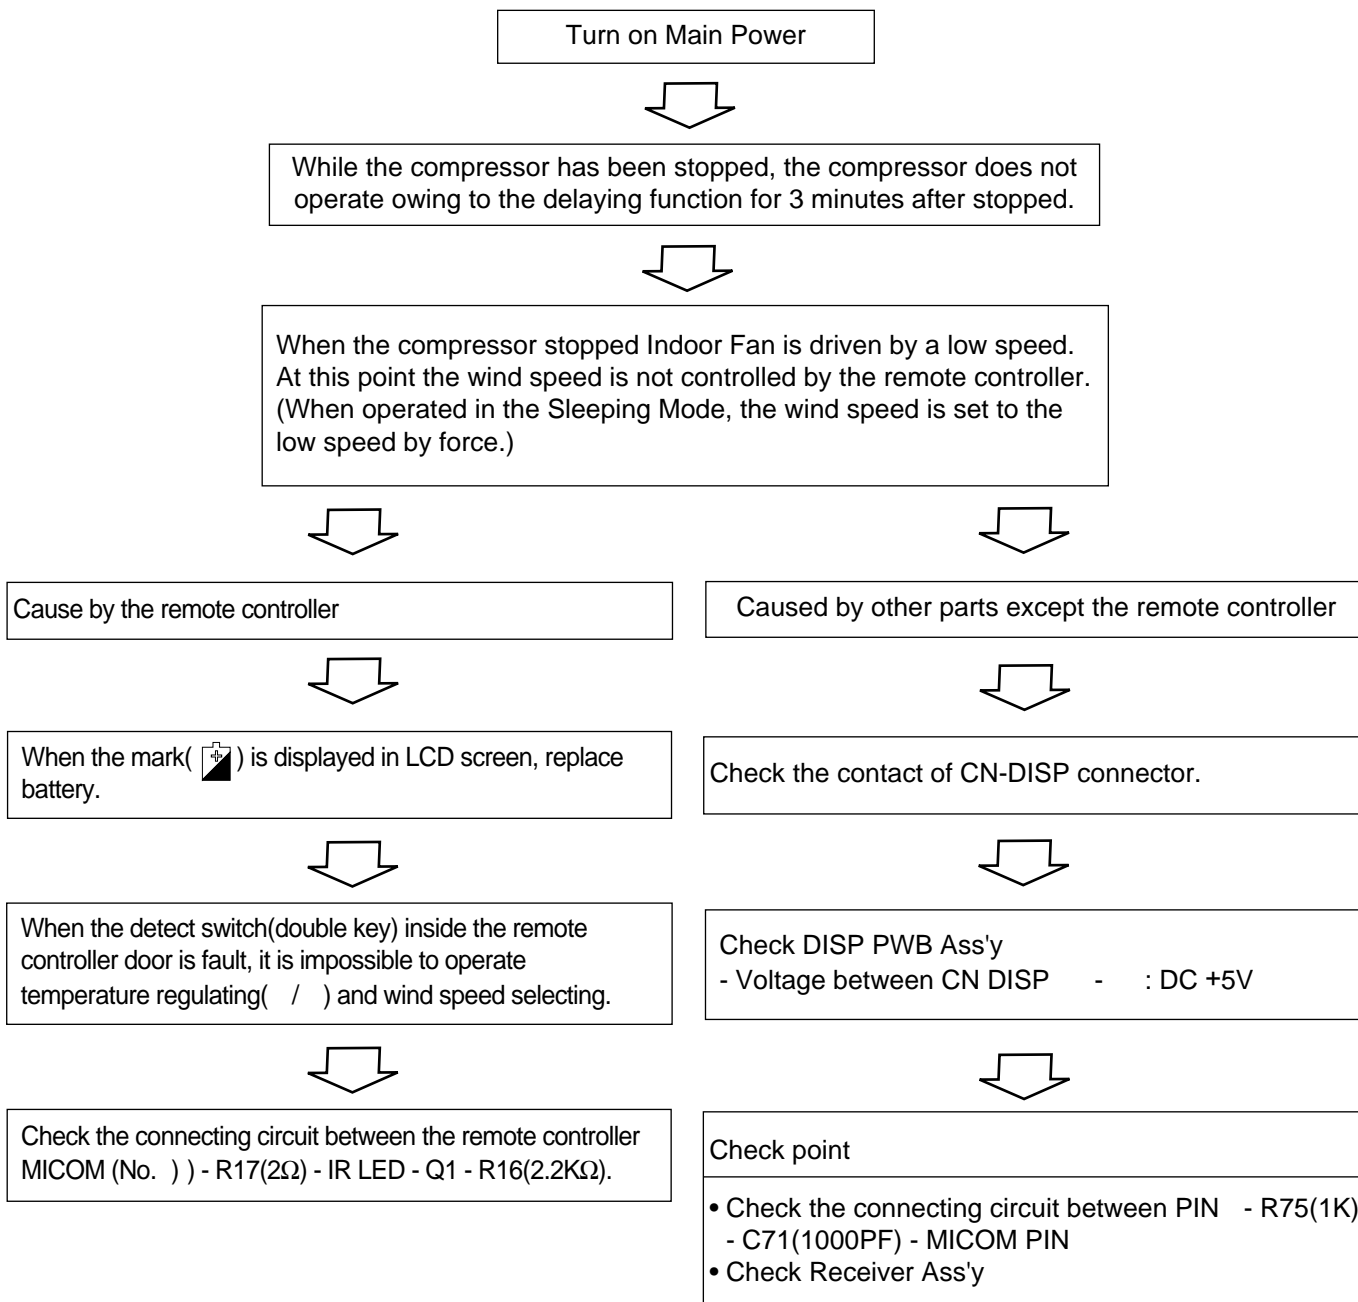 Turn on Main Power
While the compressor has been stopped, the compressor does not
operate owing to the delaying function for 3 minutes after stopped.
When the compressor stopped Indoor Fan is driven by a low speed.
At this point the wind speed is not controlled by the remote controller.
(When operated in the Sleeping Mode, the wind speed is set to the
low speed by force.)
Cause by the remote controller
When the mark( ) is displayed in LCD screen, replace
battery.
When the detect switch(double key) inside the remote
controller door is fault, it is impossible to operate
temperature regulating( / ) and wind speed selecting.
Check the connecting circuit between the remote controller
MICOM (No. ) ) - R17(2Ω) - IR LED - Q1 - R16(2.2KΩ).
Caused by other parts except the remote controller
Check the contact of CN-DISP connector.
Check DISP PWB Ass'y
- Voltage between CN DISP - : DC +5V
Check point
• Check the connecting circuit between PIN - R75(1K)
- C71(1000PF) - MICOM PIN
• Check Receiver Ass'y